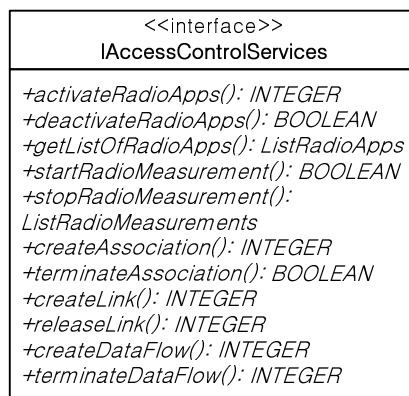 <<interface>>
IAccessControlServices
+activateRadioApps(): INTEGER
+deactivateRadioApps(): BOOLEAN
+getListOfRadioApps(): ListRadioApps
+startRadioMeasurement(): BOOLEAN
+stopRadioMeasurement():
ListRadioMeasurements
+createAssociation(): INTEGER
+terminateAssociation(): BOOLEAN
+createLink(): INTEGER
+releaseLink(): INTEGER
+createDataFlow(): INTEGER
+terminateDataFlow(): INTEGER